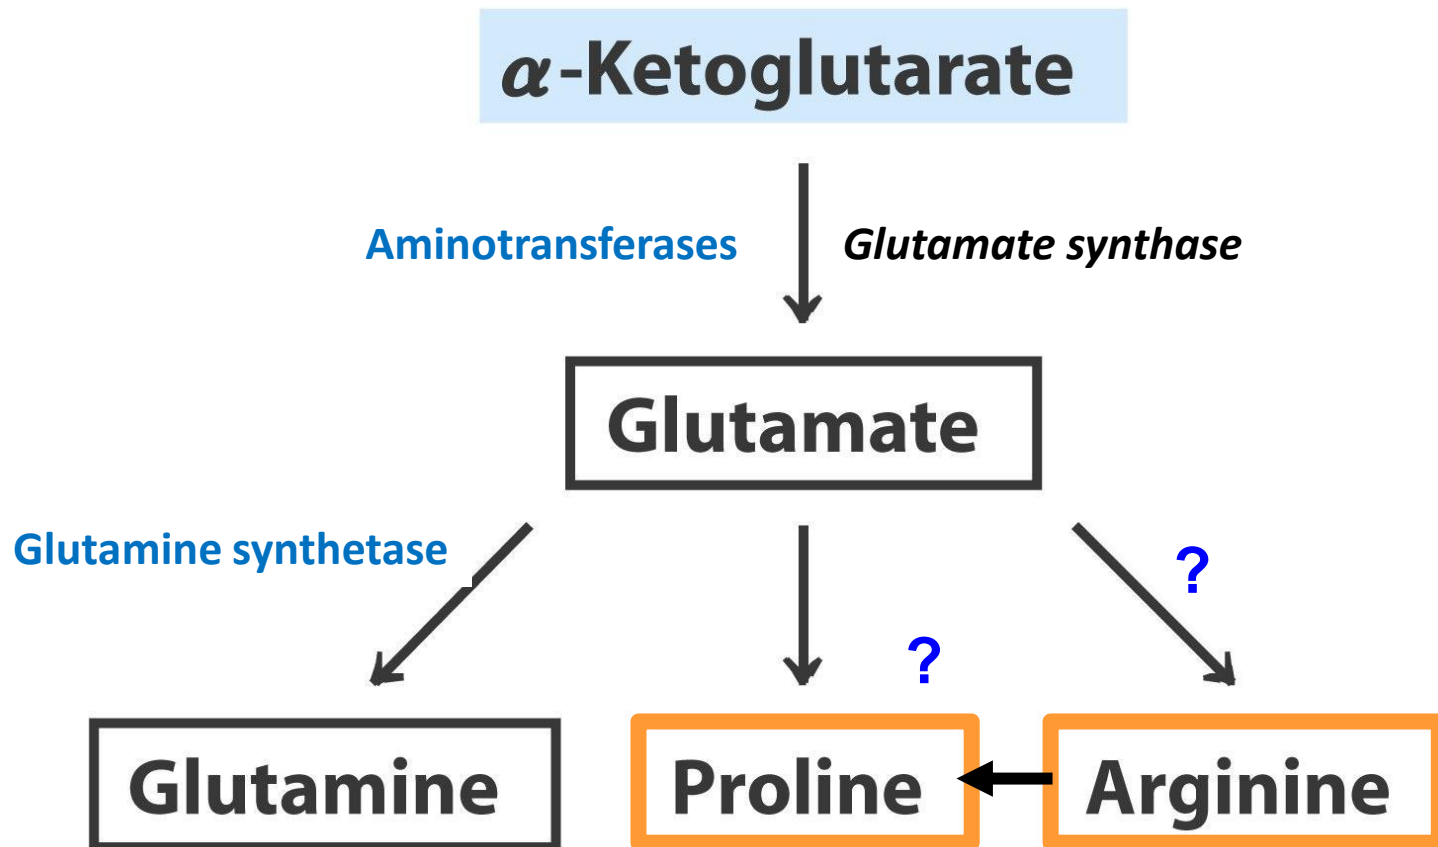 α-Ketoglutarate
Aminotransferases Glutamate synthase
Glutamate
Glutamine synthetase
?
?
Glutamine Proline Arginine